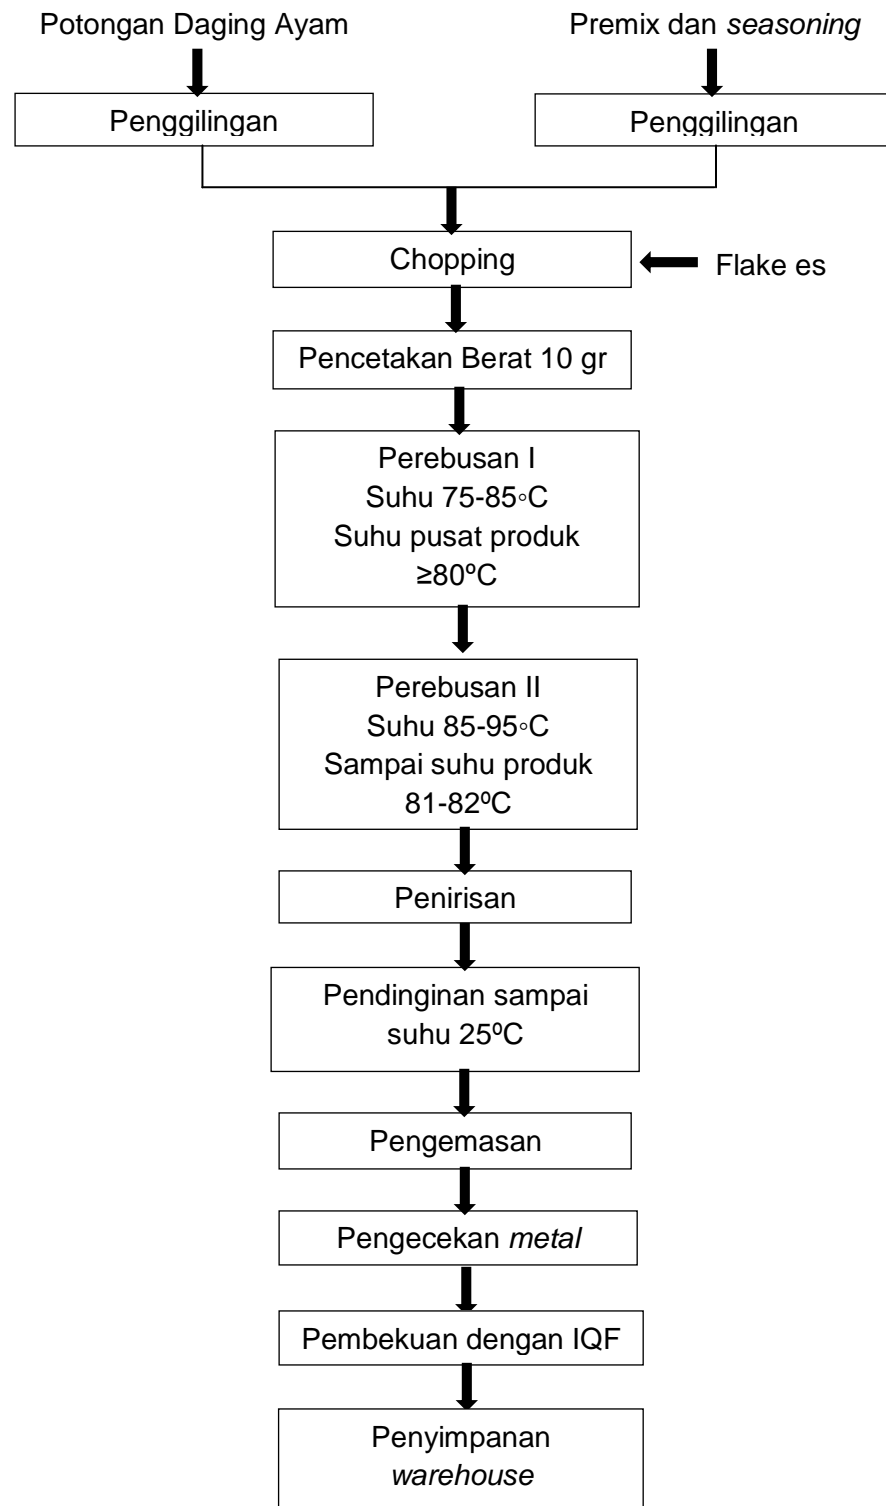 Potongan Daging Ayam
Premix dan seasoning
Penggilingan
Penggilingan
Chopping
Flake es
Pencetakan Berat 10 gr
Perebusan I
Suhu 75-85◦C
Suhu pusat produk
≥80ºC
Perebusan II
Suhu 85-95◦C
Sampai suhu produk
81-82ºC
Penirisan
Pendinginan sampai
suhu 25ºC
Pengemasan
Pengecekan metal
Pembekuan dengan IQF
Penyimpanan
warehouse